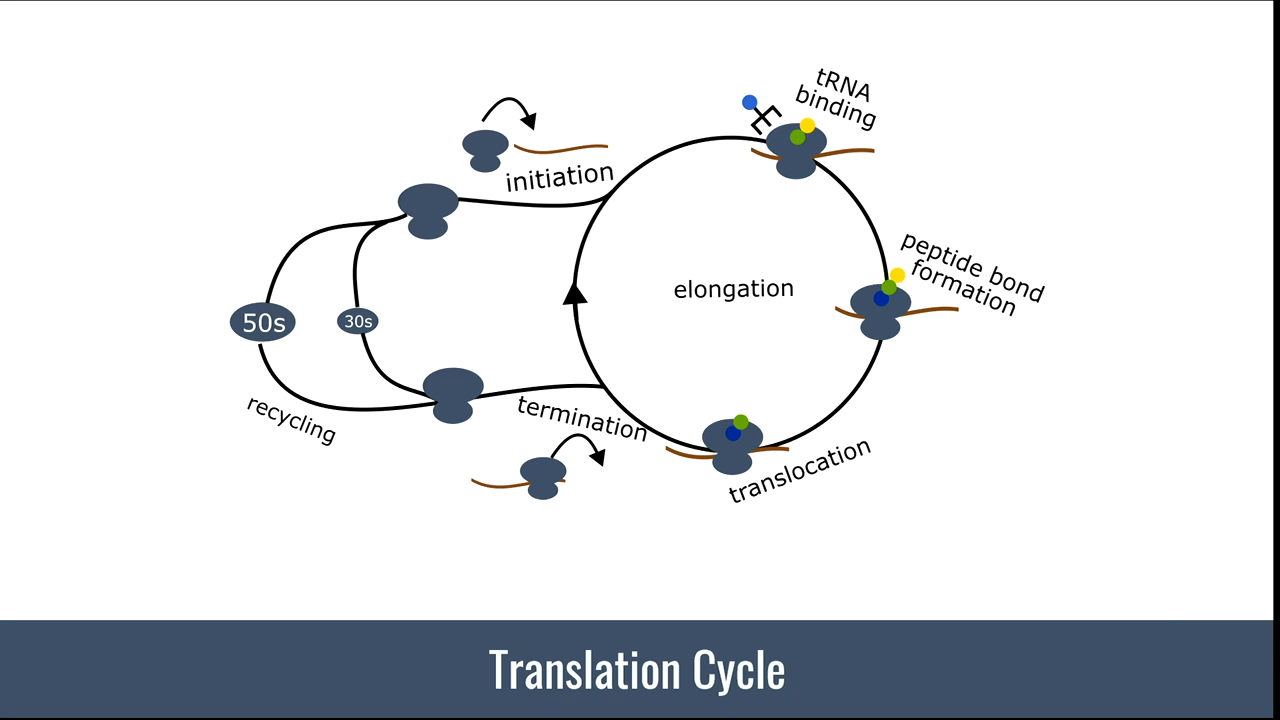 tRNA
binding
initiation
peptide bond
formation
elongation
50s
30s
recycling
termination
translocation
Translation Cycle